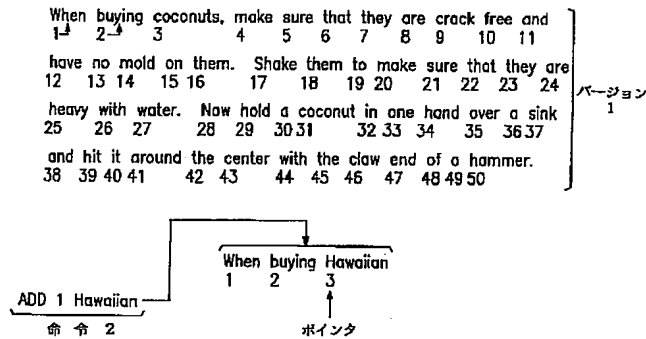 When buying coconuts, make sure that they are crack free and
1 2 3 4 5 6 7 8 9 10 11
have no mold on them. Shake them to make sure that they are
12 13 14 15 16 17 18 19 20 21 22 23 24
heavy with water. Now hold a coconut in one hand over a sink
25 26 27 28 29 30 31 32 33 34 35 36 37
and hit it around the center with the claw end of a hammer.
38 39 40 41 42 43 44 45 46 47 48 49 50
バージョン
1
When buying Hawaiian
1 2 3
ADD 1 Hawaiian
命令 2
ポインタ